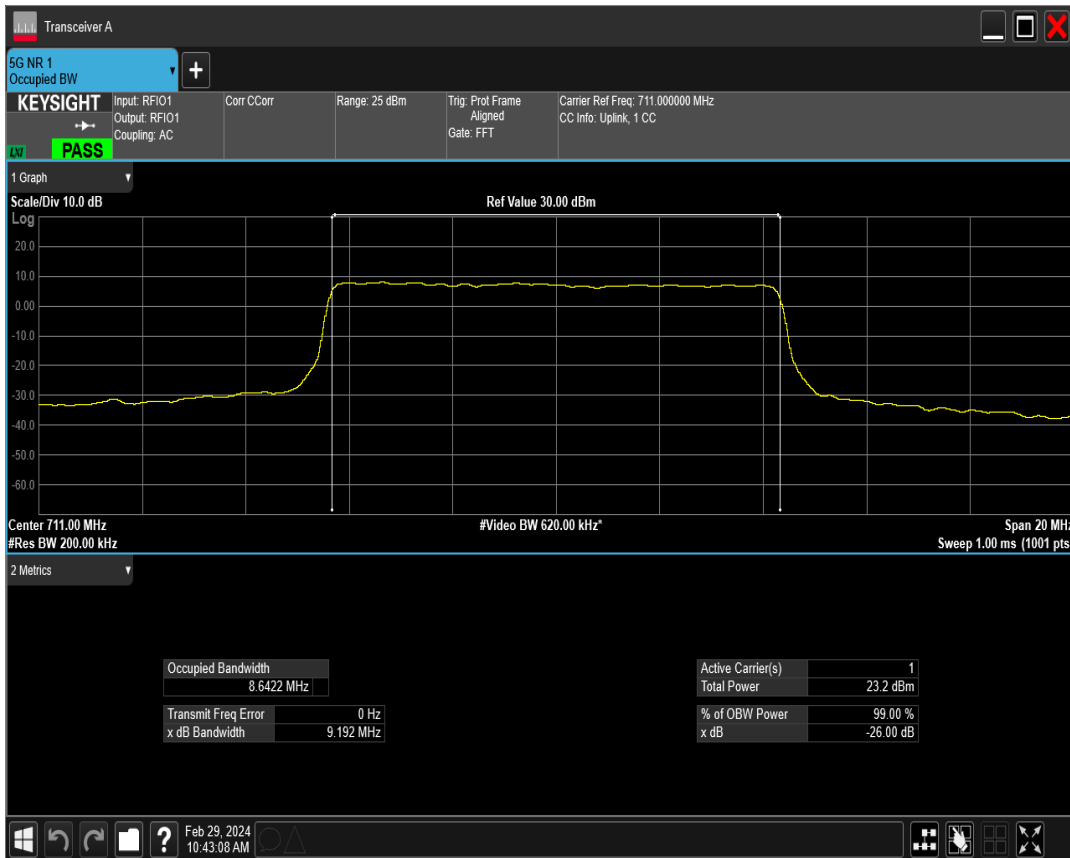 Transceiver A
5G NR 1
Occupied BW
+
KEYSIGHT
LXI
PASS
Input: RFIO1
Output: RFIO1
Coupling: AC
Corr CCorr
Range: 25 dBm
Trig: Prot Frame
Aligned
Gate: FFT
Carrier Ref Freq: 711.000000 MHz
CC Info: Uplink, 1 CC
1 Graph
Scale/Div 10.0 dB
Ref Value 30.00 dBm
Log
20.0
10.0
0.00
-10.0
-20.0
-30.0
-40.0
-50.0
-60.0
Center 711.00 MHz
#Video BW 620.00 kHz*
Span 20 MHz
#Res BW 200.00 kHz
Sweep 1.00 ms (1001 pts
2 Metrics
Occupied Bandwidth
8.6422 MHz
Transmit Freq Error 0 Hz
x dB Bandwidth 9.192 MHz
Active Carrier(s) 1
Total Power 23.2 dBm
% of OBW Power 99.00 %
x dB -26.00 dB
?
Feb 29, 2024
10:43:08 AM